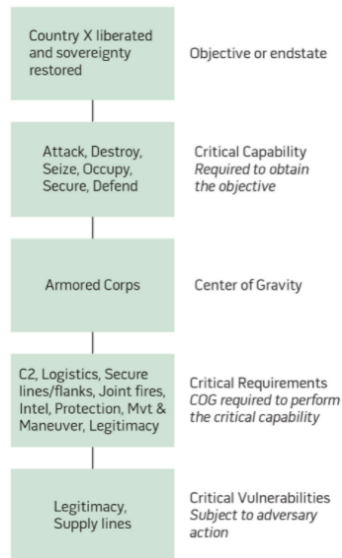 Country X liberated
and sovereignty
restored
Objective or endstate
Attack, Destroy,
Seize, Occupy,
Secure, Defend
Critical Capability
Required to obtain
the objective
Armored Corps
Center of Gravity
C2, Logistics, Secure
lines/flanks, Joint fires,
Intel, Protection, Mvt &
Maneuver, Legitimacy
Critical Requirements
COG required to perform
the critical capability
Legitimacy,
Supply lines
Critical Vulnerabilities
Subject to adversary
action